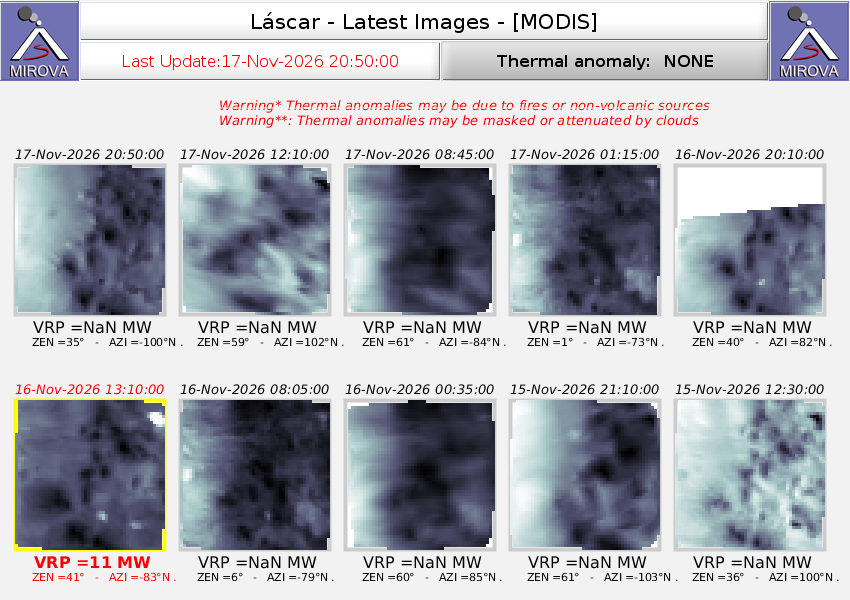 Láscar - Latest Images - [MODIS]
MIROVA
Last Update:17-Nov-2026 20:50:00
Thermal anomaly: NONE
MIROVA
Warning* Thermal anomalies may be due to fires or non-volcanic sources
Warning**: Thermal anomalies may be masked or attenuated by clouds
17-Nov-2026 20:50:00
17-Nov-2026 12:10:00
17-Nov-2026 08:45:00
17-Nov-2026 01:15:00
16-Nov-2026 20:10:00
VRP =NaN MW
VRP =NaN MW
VRP =NaN MW
VRP =NaN MW
VRP =NaN MW
ZEN =35° - AZI =-100°N .
ZEN =59° - AZI =102°N .
ZEN =61° - AZI =-84°N .
ZEN =1° - AZI =-73°N .
ZEN =40° - AZI =82°N .
16-Nov-2026 13:10:00
16-Nov-2026 08:05:00
16-Nov-2026 00:35:00
15-Nov-2026 21:10:00
15-Nov-2026 12:30:00
VRP =11 MW
VRP =NaN MW
VRP =NaN MW
VRP =NaN MW
VRP =NaN MW
ZEN =41° - AZI =-83°N .
ZEN =6° - AZI =-79°N .
ZEN =60° - AZI =85°N .
ZEN =61° - AZI =-103°N .
ZEN =36° - AZI =100°N .